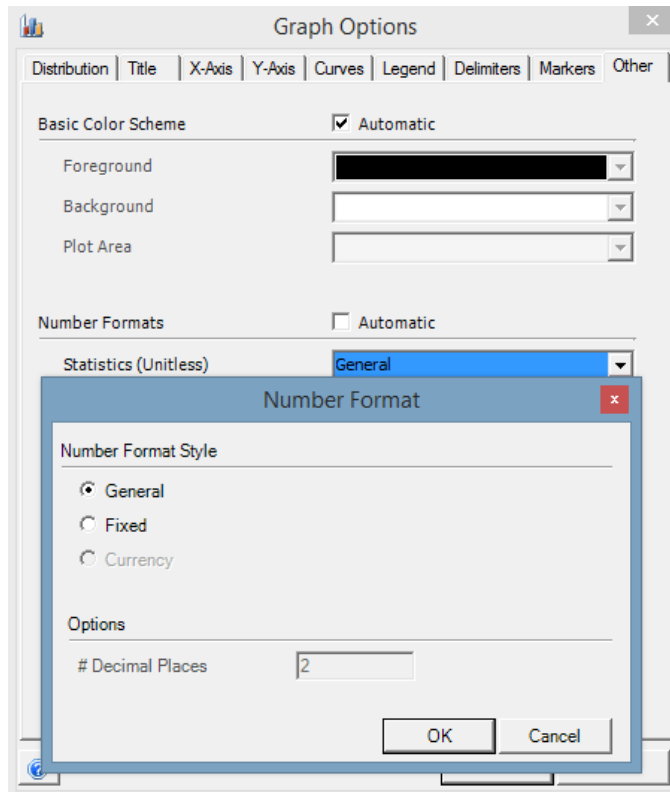 Graph Options
Distribution Title X-Axis Y-Axis Curves Legend Delimiters Markers Other
Basic Color Scheme Automatic
Foreground
Background
Plot Area
Number Formats Automatic
Statistics (Unitless) General
Number Format
Number Format Style
General
Fixed
Currency
Options
# Decimal Places 2
OK Cancel